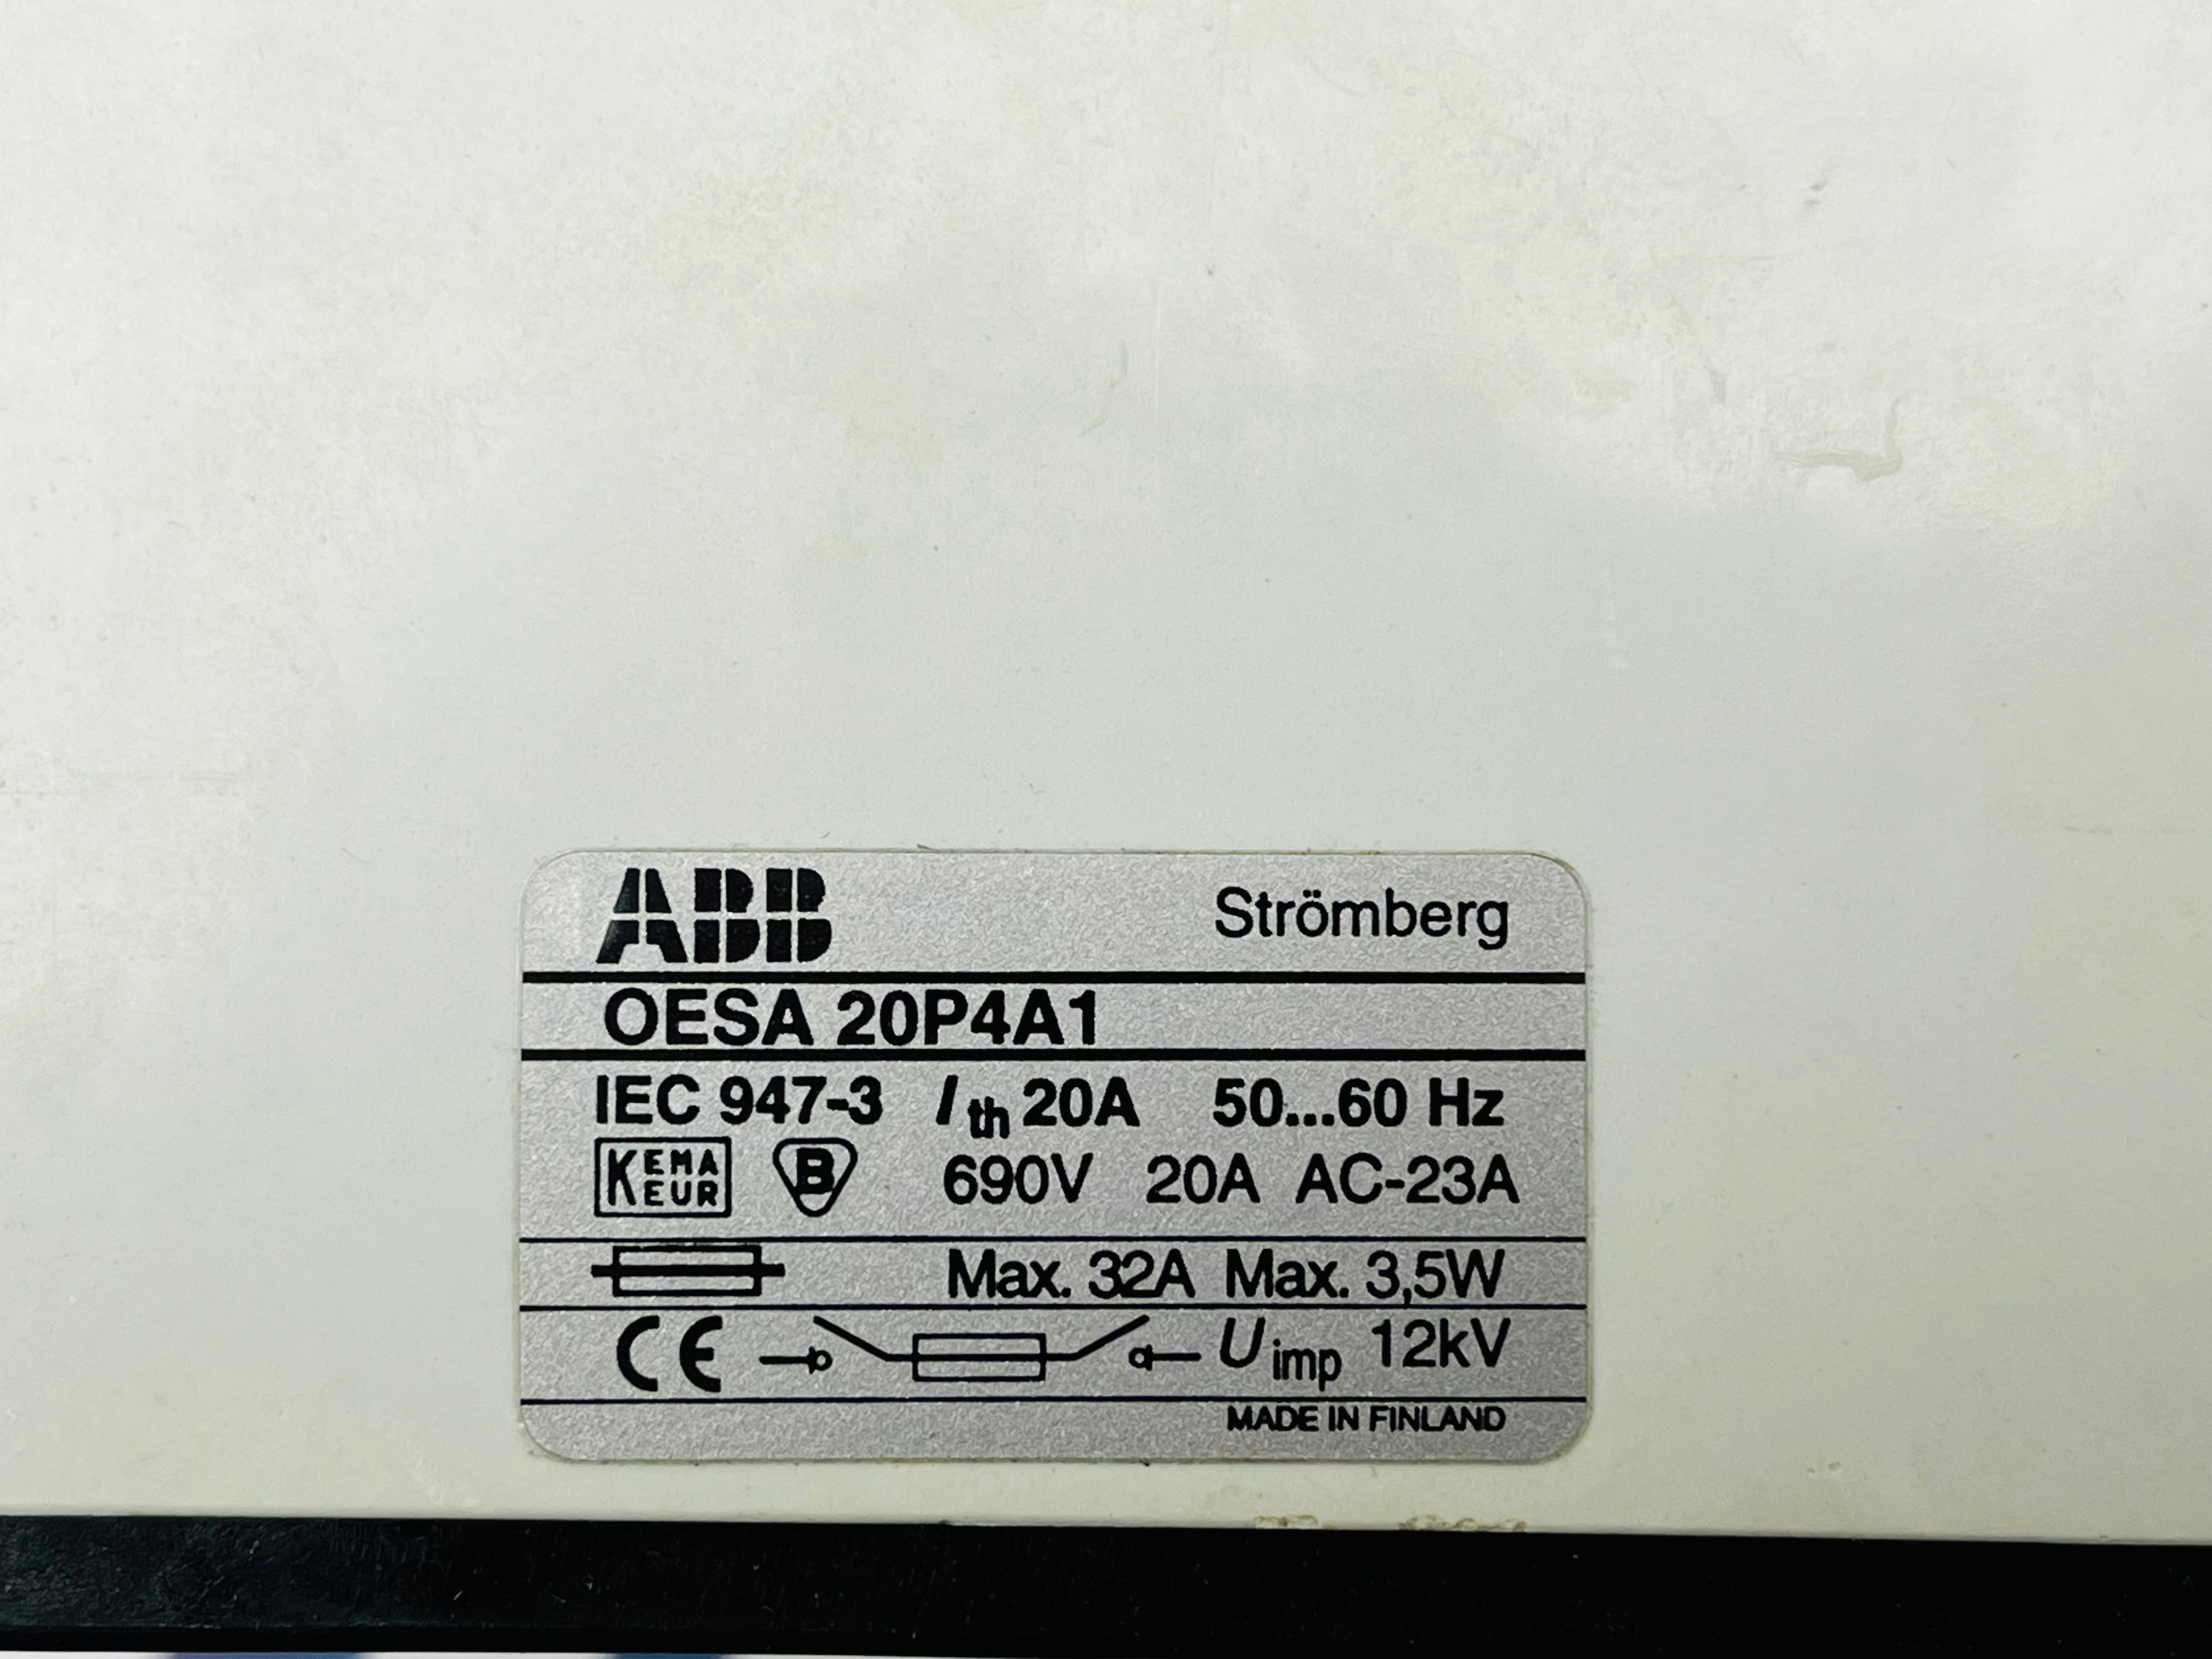 ABB Strömberg
OESA 20P4A1
IEC 947-3 Ith 20A 50...60 Hz
KEMA KEUR B 690V 20A AC-23A
Max. 32A Max. 3,5W
CE Uimp 12kV
MADE IN FINLAND